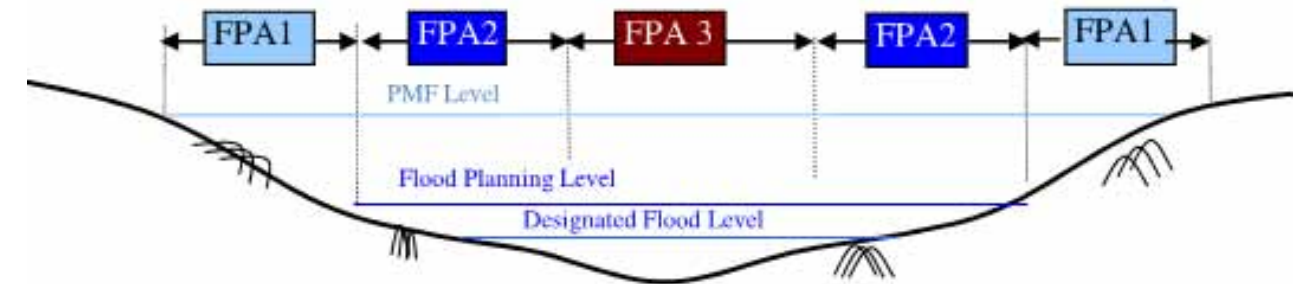 FPA1 FPA2 FPA 3 FPA2 FPA1
PMF Level
Flood Planning Level
Designated Flood Level